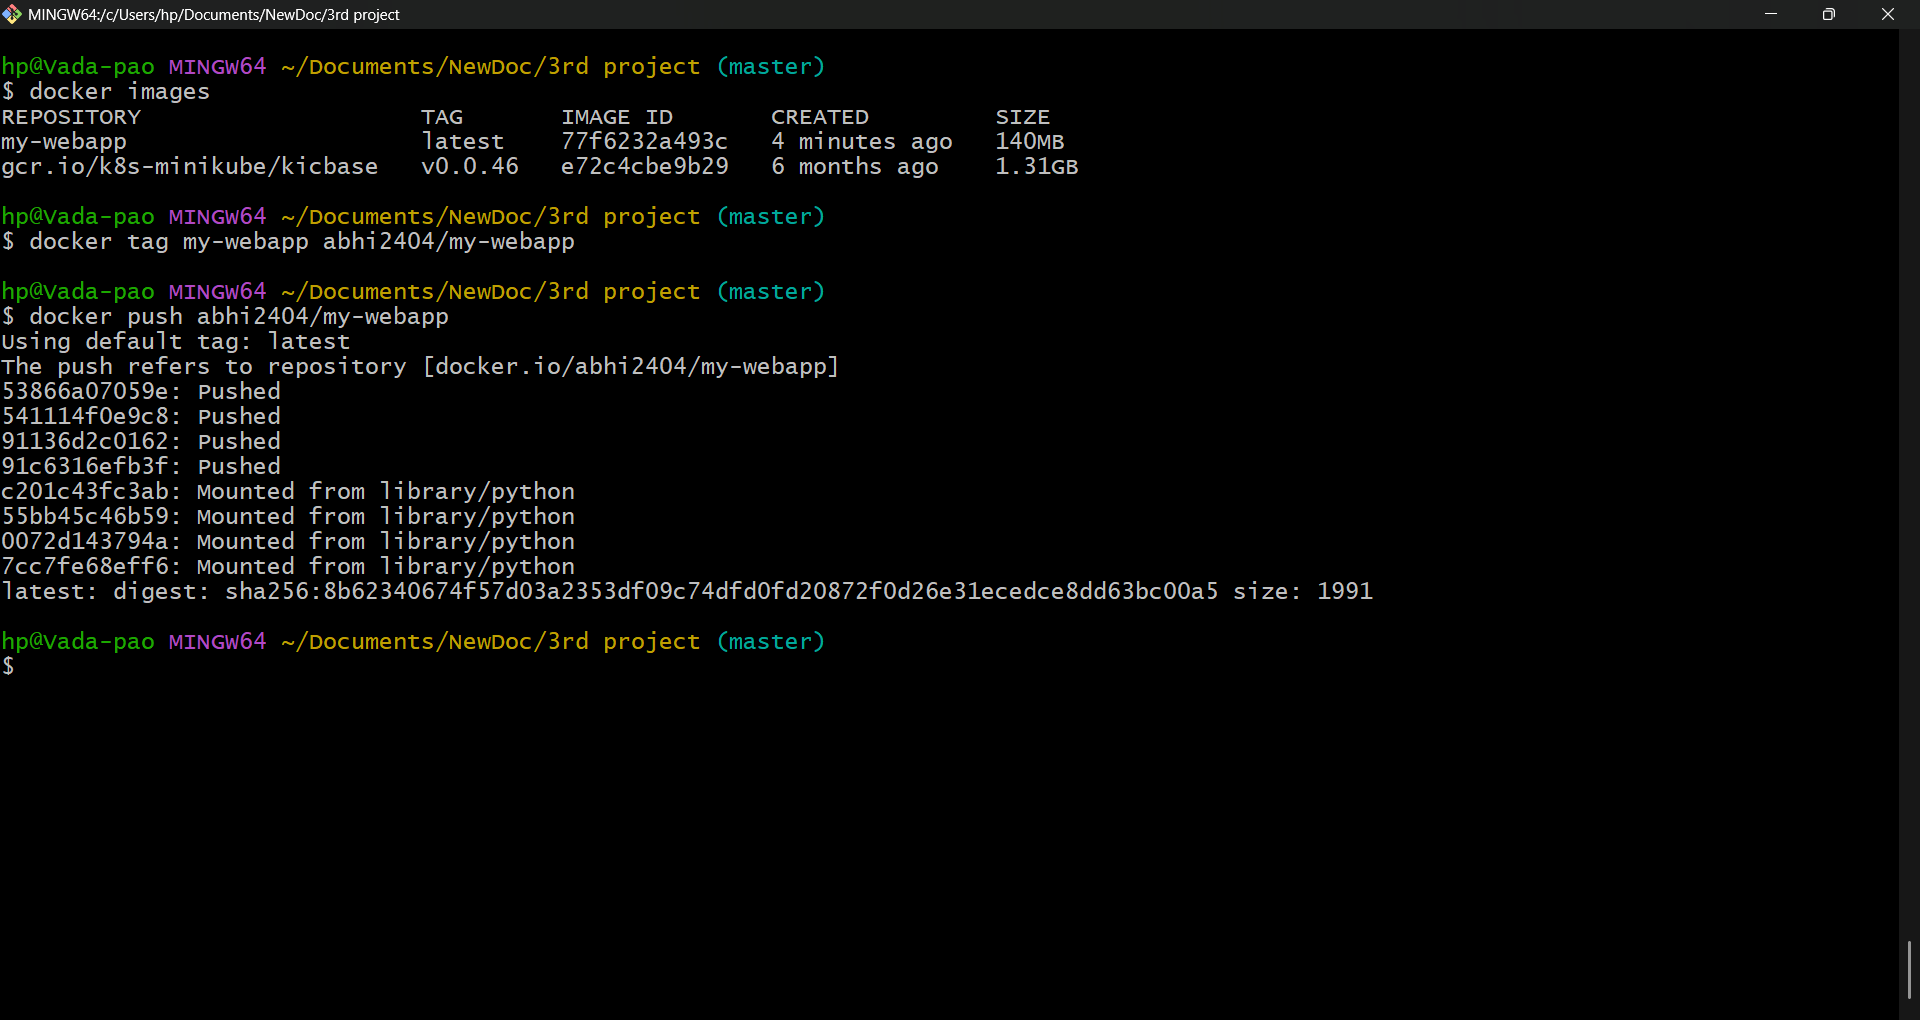 MINGW64:/c/Users/hp/Documents/NewDoc/3rd project
hp@Vada-pao MINGW64 ~/Documents/NewDoc/3rd project (master)
$ docker images
REPOSITORY                    TAG       IMAGE ID       CREATED         SIZE
my-webapp                     latest    77f6232a493c   4 minutes ago   140MB
gcr.io/k8s-minikube/kicbase   v0.0.46   e72c4cbe9b29   6 months ago    1.31GB
hp@Vada-pao MINGW64 ~/Documents/NewDoc/3rd project (master)
$ docker tag my-webapp abhi2404/my-webapp
hp@Vada-pao MINGW64 ~/Documents/NewDoc/3rd project (master)
$ docker push abhi2404/my-webapp
Using default tag: latest
The push refers to repository [docker.io/abhi2404/my-webapp]
53866a07059e: Pushed
541114f0e9c8: Pushed
91136d2c0162: Pushed
91c6316efb3f: Pushed
c201c43fc3ab: Mounted from library/python
55bb45c46b59: Mounted from library/python
0072d143794a: Mounted from library/python
7cc7fe68eff6: Mounted from library/python
latest: digest: sha256:8b62340674f57d03a2353df09c74dfd0fd20872f0d26e31ecedce8dd63bc00a5 size: 1991
hp@Vada-pao MINGW64 ~/Documents/NewDoc/3rd project (master)
$